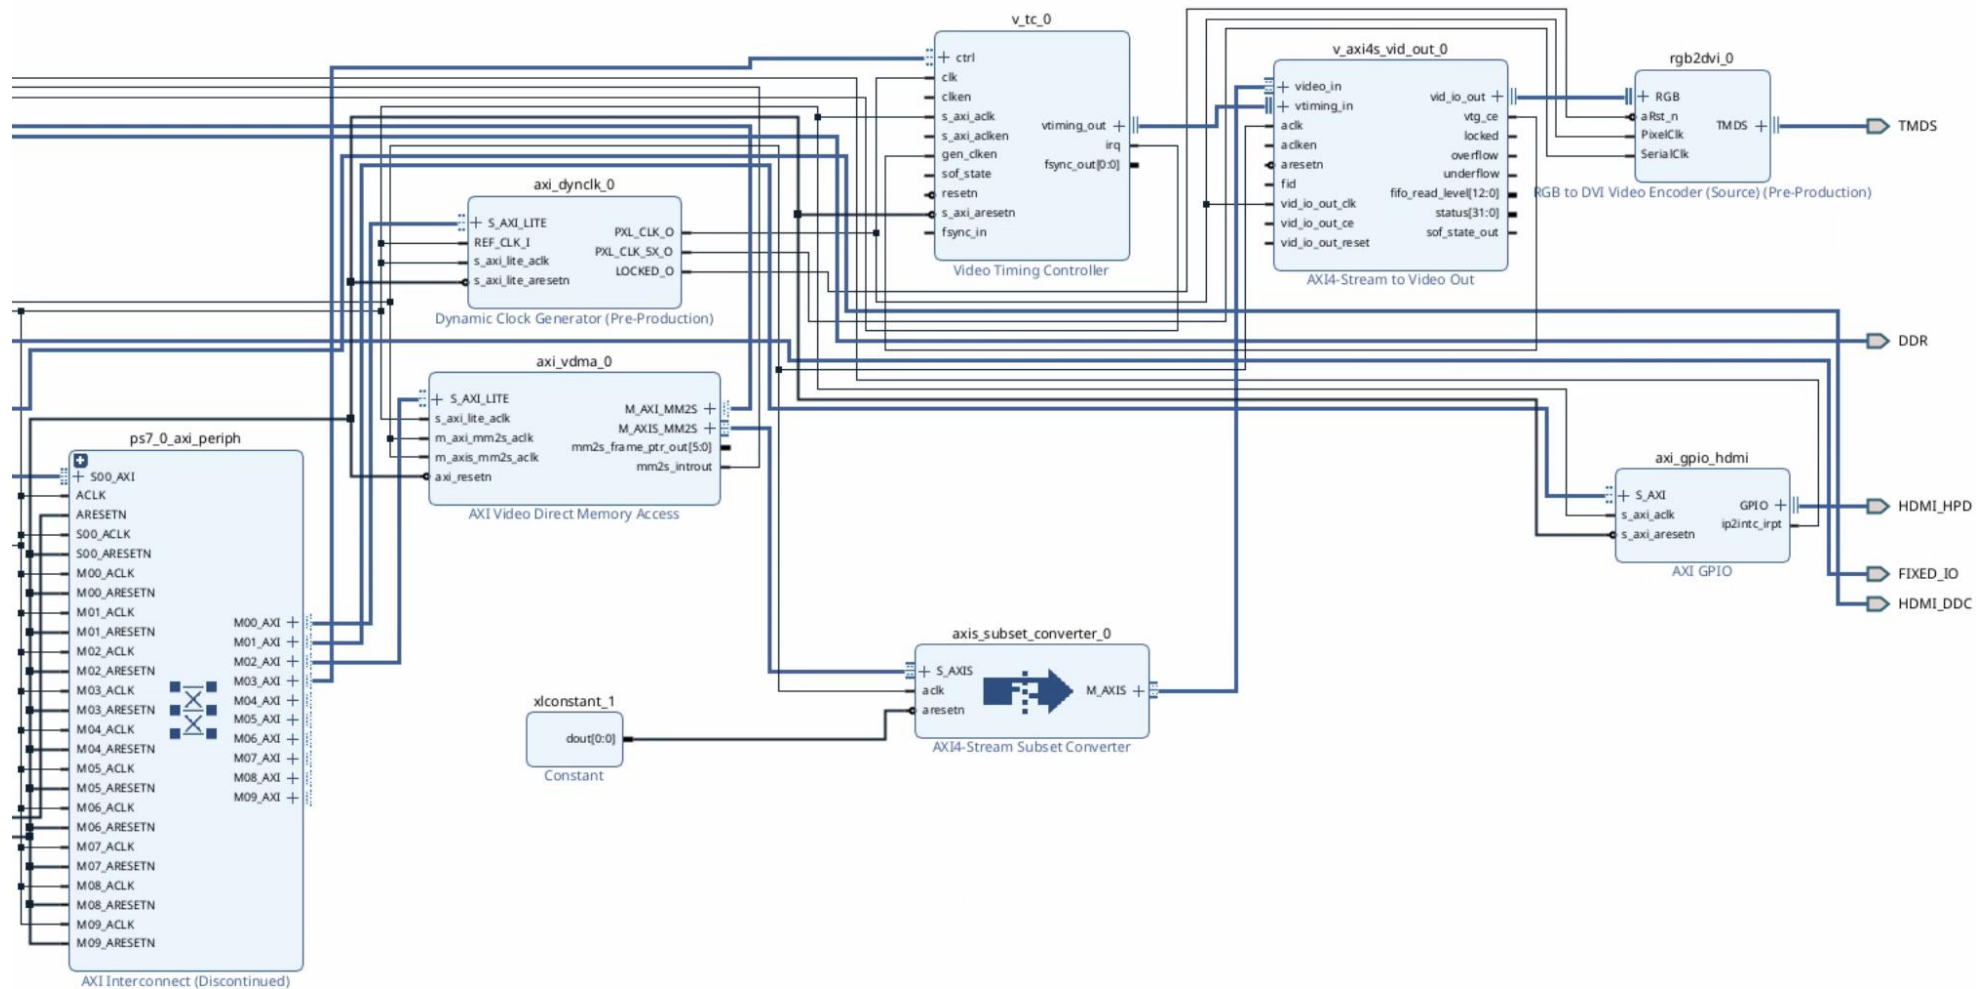 v_tc_0
ctrl
clk
clken
s_axi_aclk
s_axi_aclken
gen_clken
sof_state
resetn
s_axi_aresetn
fsync_in
vtiming_out
irq
fsync_out[0:0]
Video Timing Controller
v_axi4s_vid_out_0
video_in
vtiming_in
aclk
aclken
aresetn
fid
vid_io_out_clk
vid_io_out_ce
vid_io_out_reset
vid_io_out
vtg_ce
locked
overflow
underflow
fifo_read_level[12:0]
status[31:0]
sof_state_out
AXI4-Stream to Video Out
rgb2dvi_0
RGB
aRst_n
PixelClk
SerialClk
TMDS
RGB to DVI Video Encoder (Source) (Pre-Production)
TMDS
DDR
HDMI_HPD
FIXED_IO
HDMI_DDC
axi_dynclk_0
S_AXI_LITE
REF_CLK_I
s_axi_lite_aclk
s_axi_lite_aresetn
PXL_CLK_O
PXL_CLK_5X_O
LOCKED_O
Dynamic Clock Generator (Pre-Production)
axi_vdma_0
S_AXI_LITE
s_axi_lite_aclk
m_axi_mm2s_aclk
m_axis_mm2s_aclk
axi_resetn
M_AXI_MM2S
M_AXIS_MM2S
mm2s_frame_ptr_out[5:0]
mm2s_introut
AXI Video Direct Memory Access
ps7_0_axi_periph
S00_AXI
ACLK
ARESETN
S00_ACLK
S00_ARESETN
M00_ACLK
M00_ARESETN
M01_ACLK
M01_ARESETN
M02_ACLK
M02_ARESETN
M03_ACLK
M03_ARESETN
M04_ACLK
M04_ARESETN
M05_ACLK
M05_ARESETN
M06_ACLK
M06_ARESETN
M07_ACLK
M07_ARESETN
M08_ACLK
M08_ARESETN
M09_ACLK
M09_ARESETN
M00_AXI
M01_AXI
M02_AXI
M03_AXI
M04_AXI
M05_AXI
M06_AXI
M07_AXI
M08_AXI
M09_AXI
AXI Interconnect (Discontinued)
axi_gpio_hdmi
S_AXI
s_axi_aclk
s_axi_aresetn
GPIO
ip2intc_irpt
AXI GPIO
axis_subset_converter_0
S_AXIS
aclk
aresetn
M_AXIS
AXI4-Stream Subset Converter
xlconstant_1
dout[0:0]
Constant